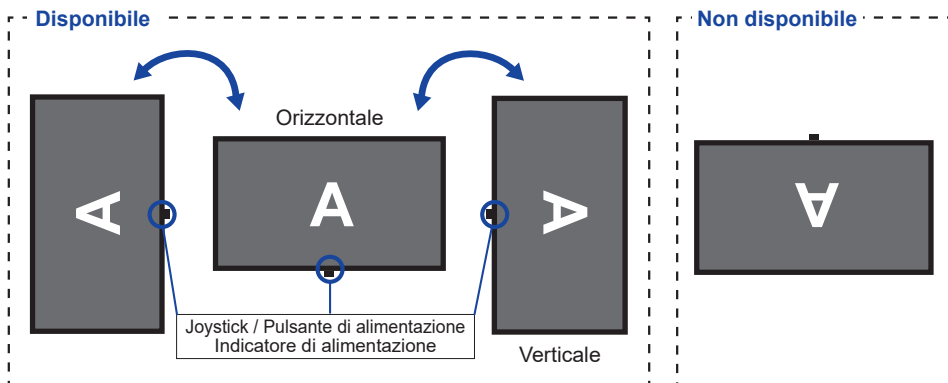 Disponibile
Non disponibile
Orizzontale
A
A
A
A
Joystick / Pulsante di alimentazione
Indicatore di alimentazione
Verticale